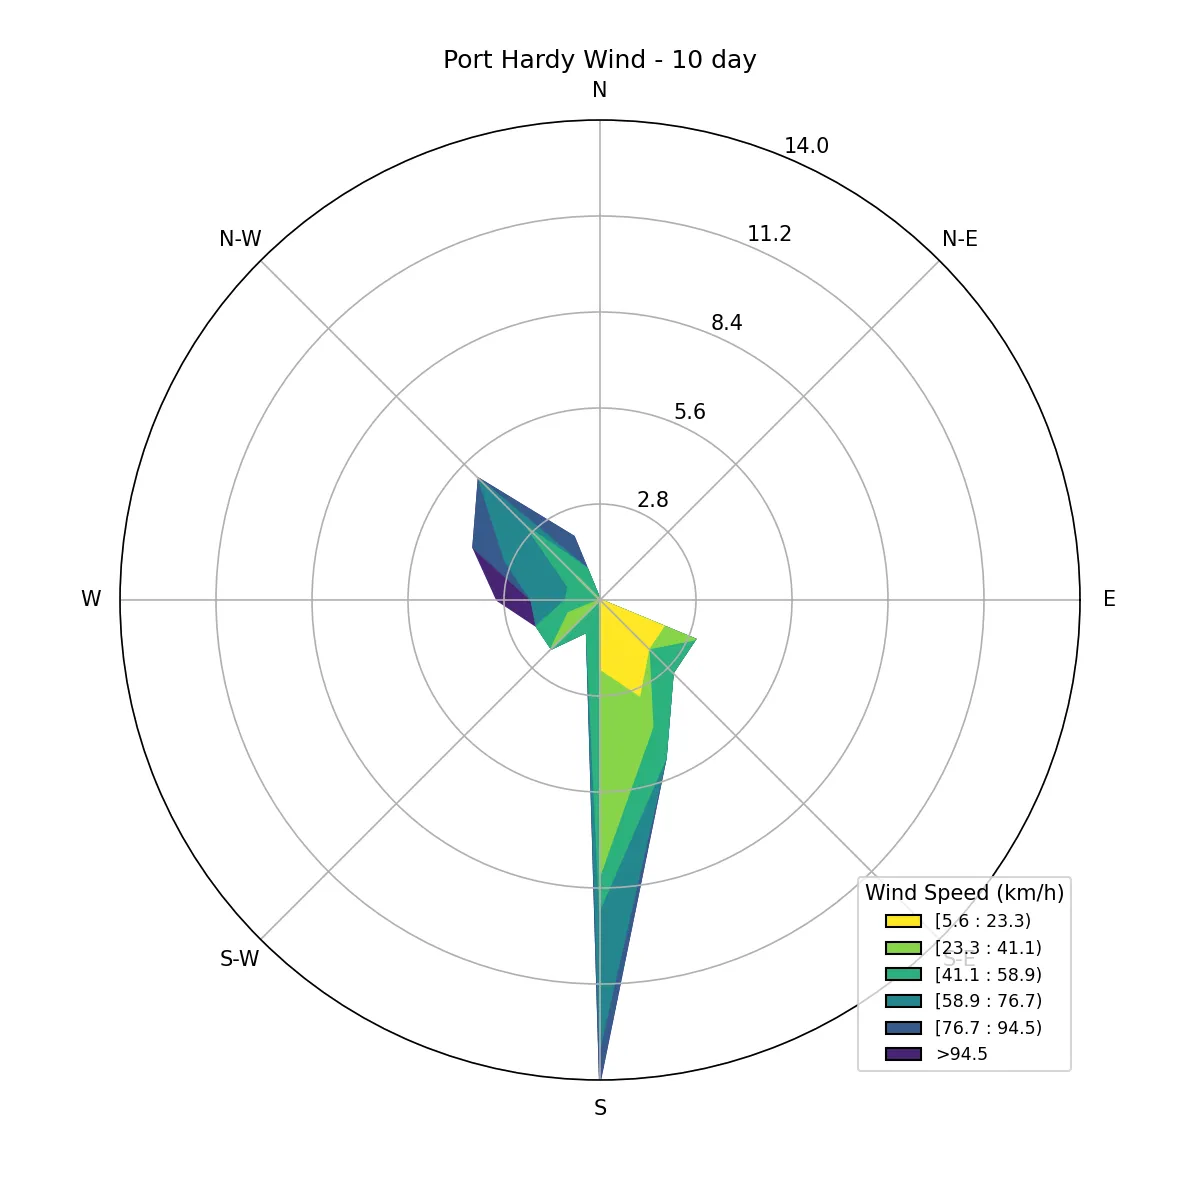 Port Hardy Wind - 10 day
N
14.0
N-W
11.2
N-E
8.4
5.6
2.8
W
E
Wind Speed (km/h)
[5.6 : 23.3)
[23.3 : 41.1)
S-W
S-E
[41.1 : 58.9)
[58.9 : 76.7)
[76.7 : 94.5)
>94.5
S